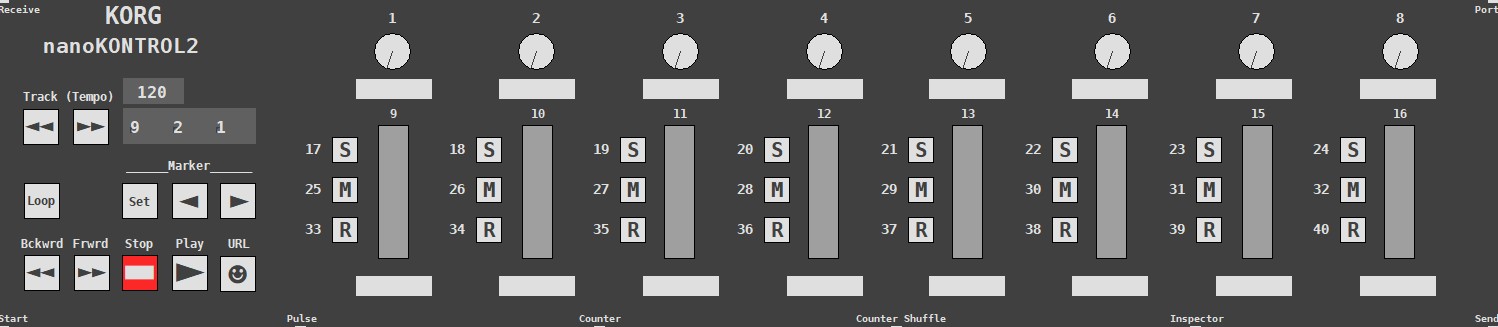 Receive KORG 1 2 3 4 5 6 7 8 Port
nanoKONTROL2
Track (Tempo) 120
9 2 1
9 10 11 12 13 14 15 16
17 S 18 S 19 S 20 S 21 S 22 S 23 S 24 S
Marker
25 M 26 M 27 M 28 M 29 M 30 M 31 M 32 M
Loop Set
33 R 34 R 35 R 36 R 37 R 38 R 39 R 40 R
Bckwrd Frwrd Stop Play URL
Start Pulse Counter Counter Shuffle Inspector Send